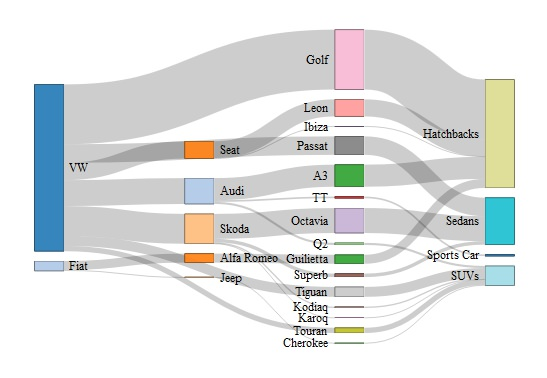 Golf
Leon
Ibiza
Hatchbacks
Seat
Passat
VW
A3
Audi
TT
Octavia
Sedans
Skoda
Q2
Alfa Romeo
Guilietta
Sports Car
Fiat
Superb
SUVs
Jeep
Tiguan
Kodiaq
Karoq
Touran
Cherokee